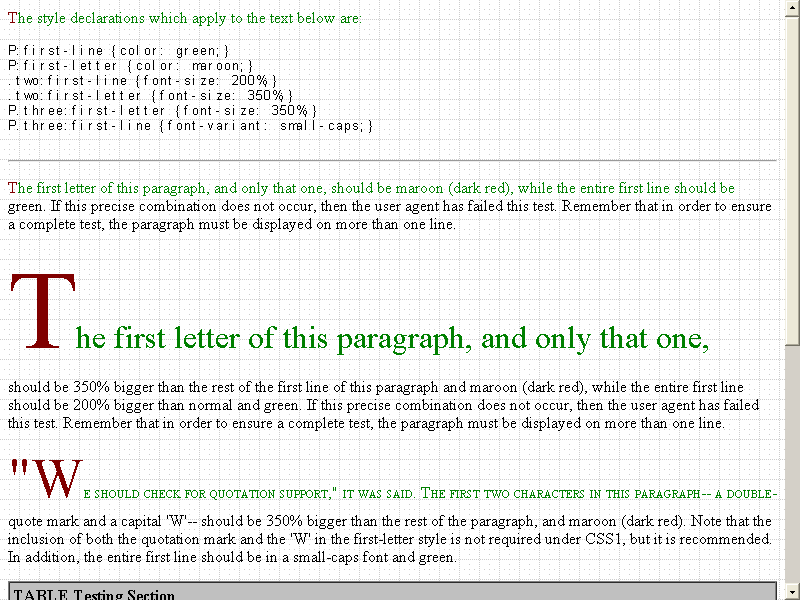 The style declarations which apply to the text below are:
P:first-line {color: green;}
P:first-letter {color: maroon;}
.two:first-line {font-size: 200%}
.two:first-letter {font-size: 350%}
P.three:first-letter {font-size: 350%}
P.three:first-line {font-variant: small-caps;}
The first letter of this paragraph, and only that one, should be maroon (dark red), while the entire first line should be
green. If this precise combination does not occur, then the user agent has failed this test. Remember that in order to ensure
a complete test, the paragraph must be displayed on more than one line.
The first letter of this paragraph, and only that one,
should be 350% bigger than the rest of the first line of this paragraph and maroon (dark red), while the entire first line
should be 200% bigger than normal and green. If this precise combination does not occur, then the user agent has failed
this test. Remember that in order to ensure a complete test, the paragraph must be displayed on more than one line.
"We should check for quotation support," it was said. The first two characters in this paragraph-- a double-
quote mark and a capital 'W'-- should be 350% bigger than the rest of the paragraph, and maroon (dark red). Note that the
inclusion of both the quotation mark and the 'W' in the first-letter style is not required under CSS1, but it is recommended.
In addition, the entire first line should be in a small-caps font and green.
TABLE Testing Section